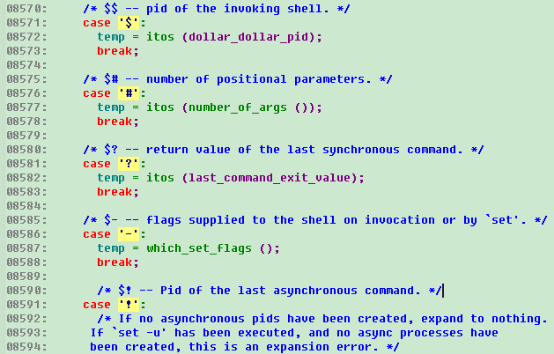 08570:     /* $$ -- pid of the invoking shell. */
08571:     case '$':
08572:       temp = itos (dollar_dollar_pid);
08573:       break;
08574:
08575:     /* $# -- number of positional parameters. */
08576:     case '#':
08577:       temp = itos (number_of_args ());
08578:       break;
08579:
08580:     /* $? -- return value of the last synchronous command. */
08581:     case '?':
08582:       temp = itos (last_command_exit_value);
08583:       break;
08584:
08585:     /* $- -- flags supplied to the shell on invocation or by `set'. */
08586:     case '-':
08587:       temp = which_set_flags ();
08588:       break;
08589:
08590:       /* $! -- Pid of the last asynchronous command. */
08591:     case '!':
08592:       /* If no asynchronous pids have been created, expand to nothing.
08593:      If `set -u' has been executed, and no async processes have
08594:      been created, this is an expansion error. */